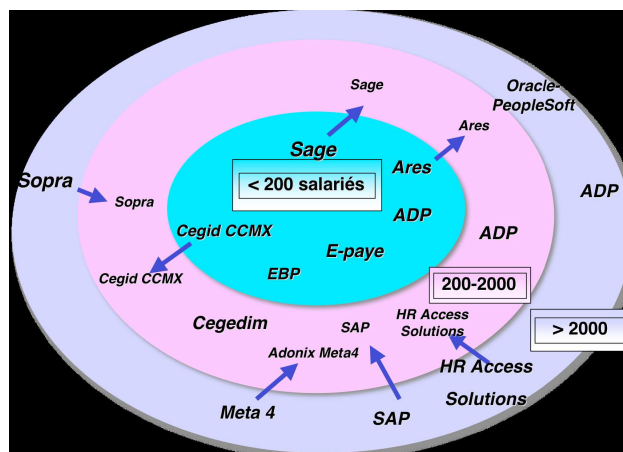 Sage
Oracle-
PeopleSoft
Ares
Sage
Ares
Sopra
< 200 salariés
ADP
Sopra
ADP
Cegid CCMX
ADP
E-paye
Cegid CCMX
EBP
200-2000
HR Access
Solutions
Cegedim
SAP
> 2000
Adonix Meta4
HR Access
Solutions
Meta 4
SAP